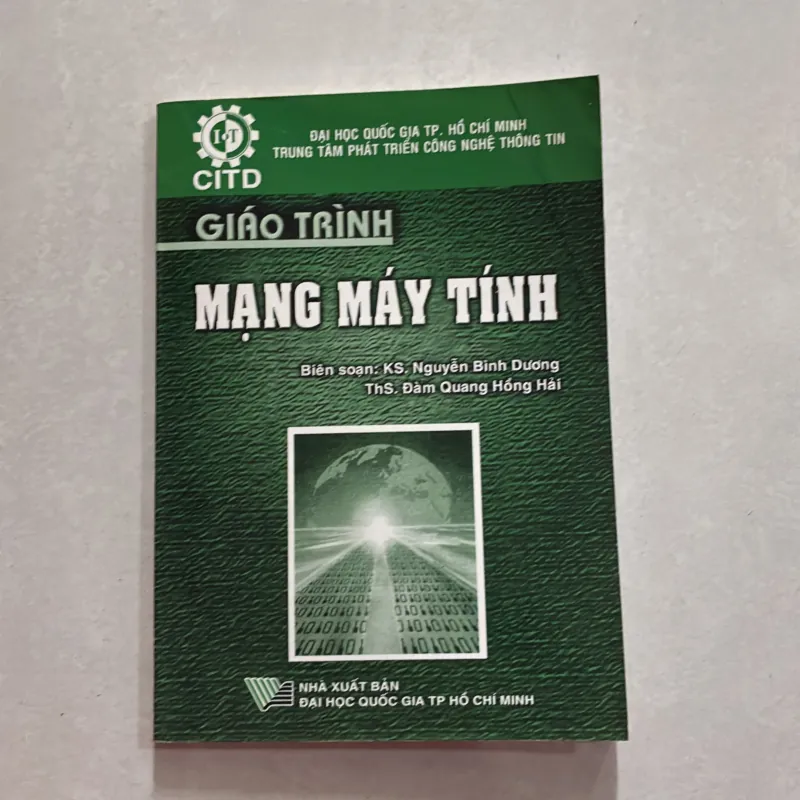 ĐẠI HỌC QUỐC GIA TP. HỒ CHÍ MINH
TRUNG TÂM PHÁT TRIỂN CÔNG NGHỆ THÔNG TIN
I T
CITD
GIÁO TRÌNH
MẠNG MÁY TÍNH
Biên soạn: KS. Nguyễn Bình Dương
ThS. Đàm Quang Hồng Hải
NHÀ XUẤT BẢN
ĐẠI HỌC QUỐC GIA TP HỒ CHÍ MINH